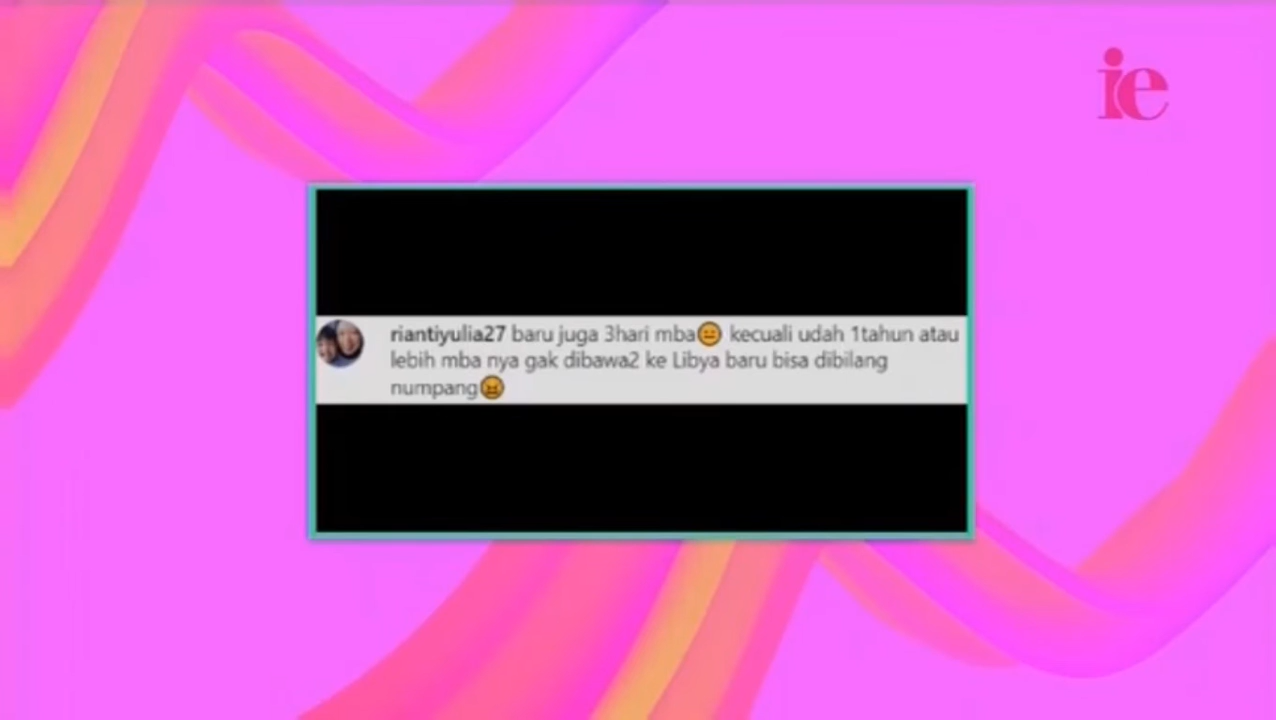 ie
riantiyulia27 baru juga 3hari mba😐 kecuali udah 1tahun atau
lebih mba nya gak dibawa2 ke Libya baru bisa dibilang
numpang😖